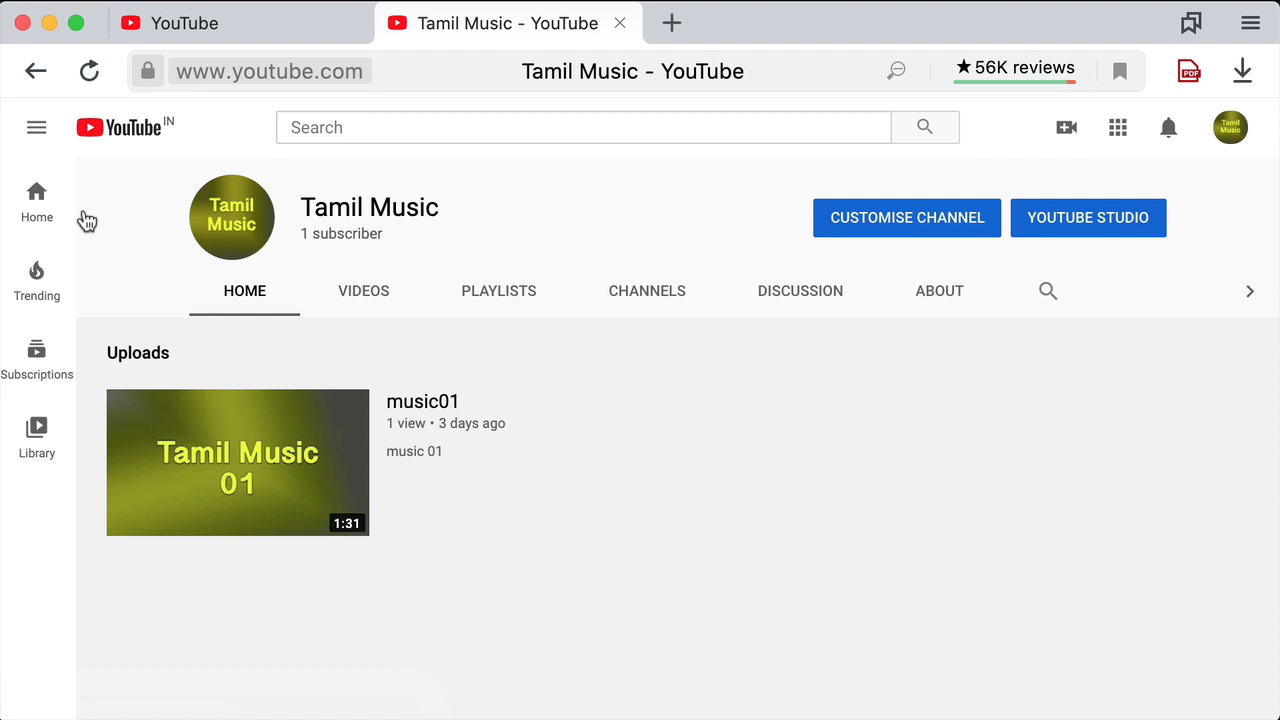 YouTube
Tamil Music - YouTube
www.youtube.com
Tamil Music - YouTube
★56K reviews
PDF
YouTube IN
Search
Tamil
Music
Home
Trending
Subscriptions
Library
Tamil
Music
Tamil Music
1 subscriber
CUSTOMISE CHANNEL
YOUTUBE STUDIO
HOME
VIDEOS
PLAYLISTS
CHANNELS
DISCUSSION
ABOUT
Uploads
Tamil Music
01
1:31
music01
1 view • 3 days ago
music 01